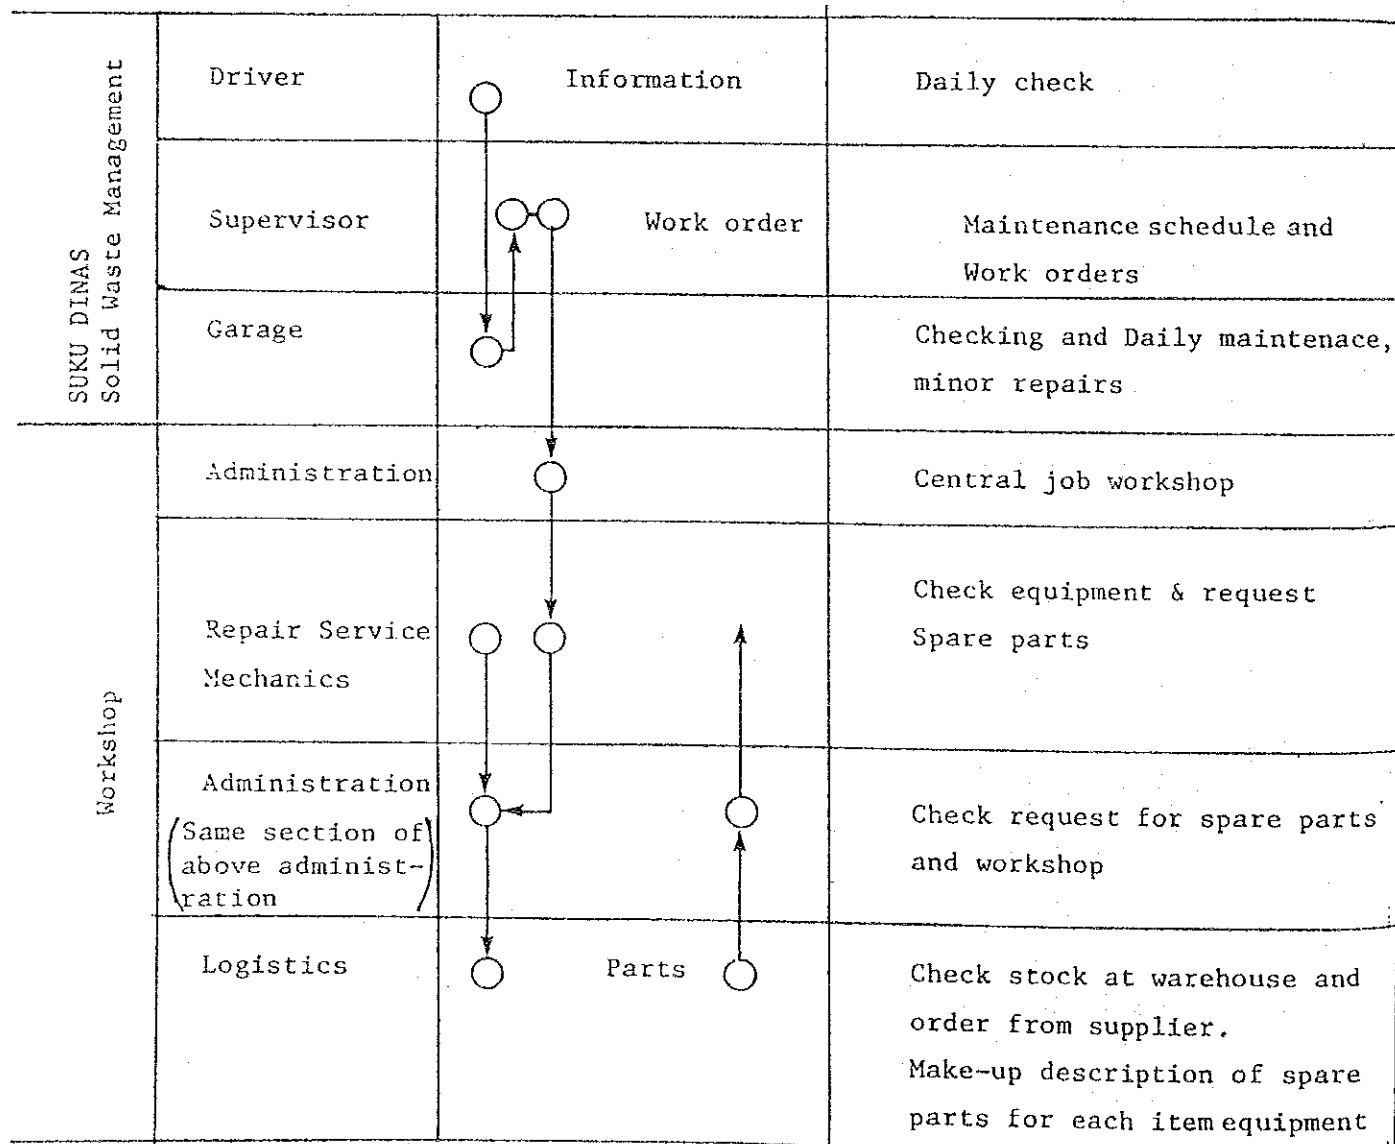 SUKU DINAS
Solid Waste Management
Driver
Information
Daily check
Supervisor
Work order
Maintenance schedule and
Work orders
Garage
Checking and Daily maintenace,
minor repairs
Workshop
Administration
Central job workshop
Repair Service
Mechanics
Check equipment & request
Spare parts
Administration
(Same section of
above administ-
ration)
Check request for spare parts
and workshop
Logistics
Parts
Check stock at warehouse and
order from supplier.
Make-up description of spare
parts for each item equipment